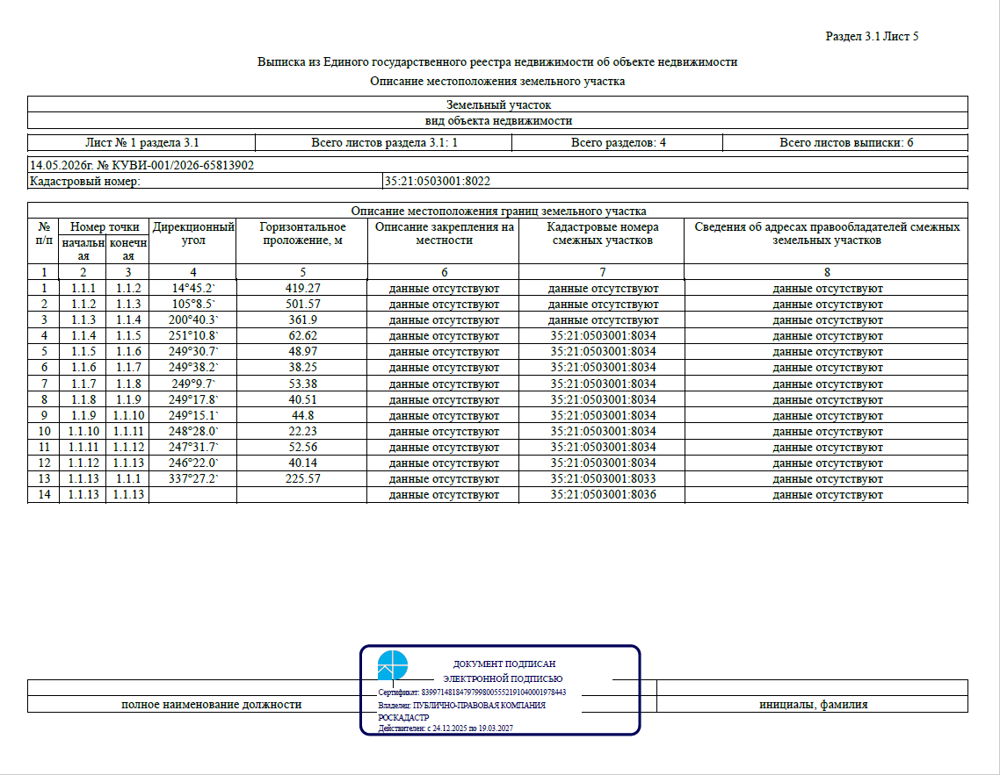 Раздел 3.1 Лист 5
Выписка из Единого государственного реестра недвижимости об объекте недвижимости
Описание местоположения земельного участка
Земельный участок
вид объекта недвижимости
Лист № 1 раздела 3.1 Всего листов раздела 3.1: 1 Всего разделов: 4 Всего листов выписки: 6
14.05.2026г. № КУВИ-001/2026-65813902
Кадастровый номер: 35:21:0503001:8022
Описание местоположения границ земельного участка
№ п/п Номер точки Дирекционный угол Горизонтальное проложение, м Описание закрепления на местности Кадастровые номера смежных участков Сведения об адресах правообладателей смежных земельных участков
начальная конечная
1 2 3 4 5 6 7 8
1 1.1.1 1.1.2 14°45.2` 419.27 данные отсутствуют данные отсутствуют данные отсутствуют
2 1.1.2 1.1.3 105°8.5` 501.57 данные отсутствуют данные отсутствуют данные отсутствуют
3 1.1.3 1.1.4 200°40.3` 361.9 данные отсутствуют данные отсутствуют данные отсутствуют
4 1.1.4 1.1.5 251°10.8` 62.62 данные отсутствуют 35:21:0503001:8034 данные отсутствуют
5 1.1.5 1.1.6 249°30.7` 48.97 данные отсутствуют 35:21:0503001:8034 данные отсутствуют
6 1.1.6 1.1.7 249°38.2` 38.25 данные отсутствуют 35:21:0503001:8034 данные отсутствуют
7 1.1.7 1.1.8 249°9.7` 53.38 данные отсутствуют 35:21:0503001:8034 данные отсутствуют
8 1.1.8 1.1.9 249°17.8` 40.51 данные отсутствуют 35:21:0503001:8034 данные отсутствуют
9 1.1.9 1.1.10 249°15.1` 44.8 данные отсутствуют 35:21:0503001:8034 данные отсутствуют
10 1.1.10 1.1.11 248°28.0` 22.23 данные отсутствуют 35:21:0503001:8034 данные отсутствуют
11 1.1.11 1.1.12 247°31.7` 52.56 данные отсутствуют 35:21:0503001:8034 данные отсутствуют
12 1.1.12 1.1.13 246°22.0` 40.14 данные отсутствуют 35:21:0503001:8034 данные отсутствуют
13 1.1.13 1.1.1 337°27.2` 225.57 данные отсутствуют 35:21:0503001:8033 данные отсутствуют
14 1.1.13 1.1.13 данные отсутствуют 35:21:0503001:8036 данные отсутствуют
ДОКУМЕНТ ПОДПИСАН
ЭЛЕКТРОННОЙ ПОДПИСЬЮ
Сертификат: 83997148184797998005552191040001978443
Владелец: ПУБЛИЧНО-ПРАВОВАЯ КОМПАНИЯ
РОСКАДАСТР
Действителен: с 24.12.2025 по 19.03.2027
полное наименование должности инициалы, фамилия